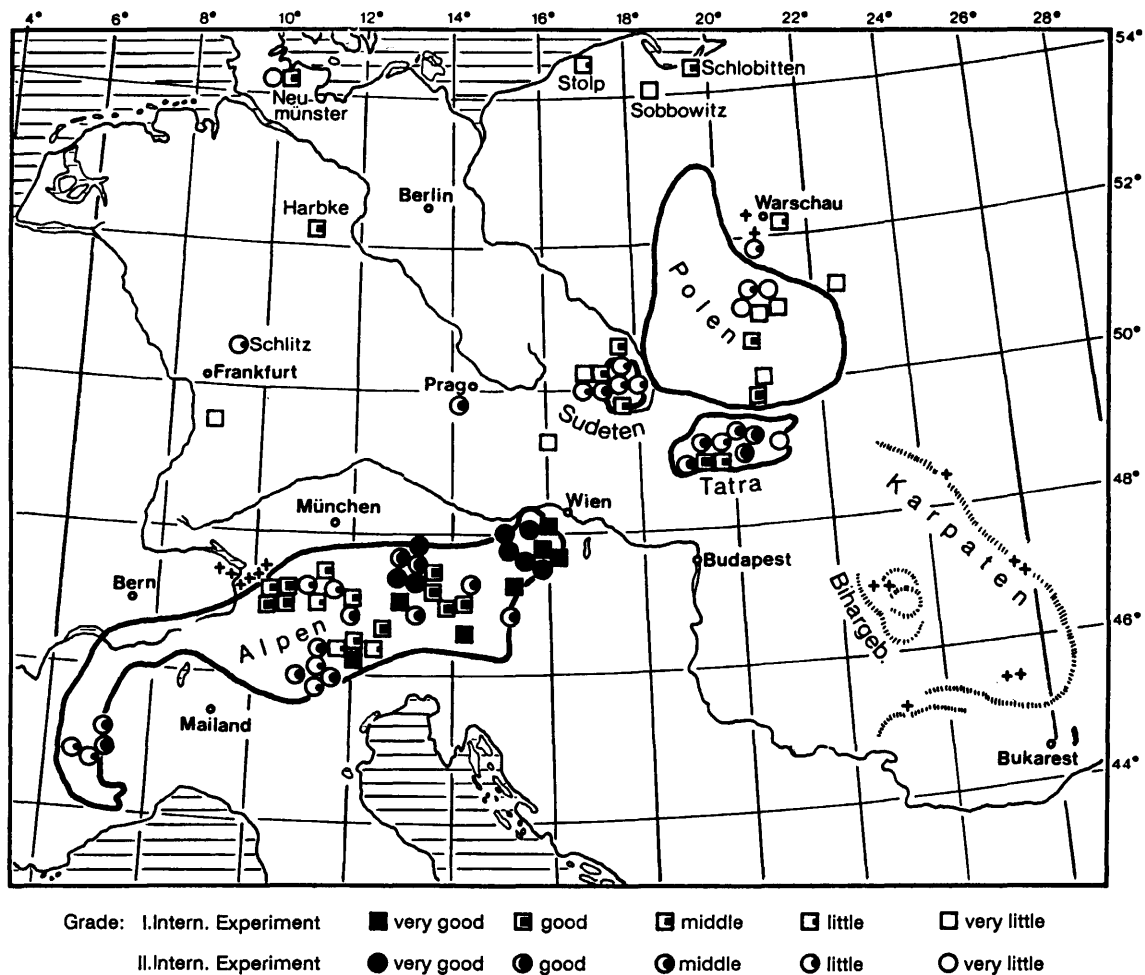 4° 6° 8° 10° 12° 14° 16° 18° 20° 22° 24° 26° 28°
54°
Stolp
Schlobitten
Neu-
münster
Sobbowitz
52°
Harbke
Berlin
Warschau
Polen
Schlitz
50°
Frankfurt
Prag
Sudeten
Tatra
48°
München
Wien
Karpaten
Budapest
Bern
Bihargeb.
46°
Alpen
Mailand
Bukarest
44°
Grade: I.Intern. Experiment very good good middle little very little
II.Intern. Experiment very good good middle little very little